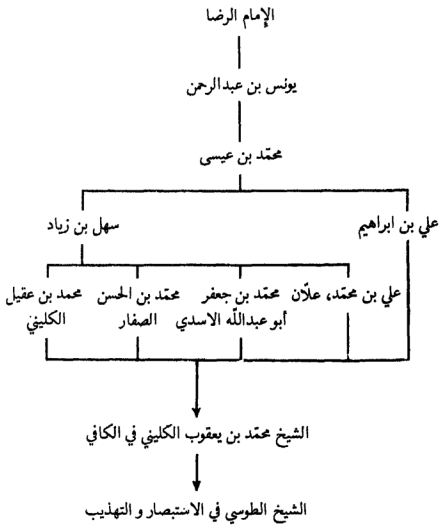 الإمام الرضا
يونس بن عبدالرحمن
محمّد بن عيسى
علي بن ابراهيم
سهل بن زياد
علي بن محمّد، علّان
محمّد بن جعفر
أبو عبداللّه الاسدي
محمّد بن الحسن
الصفار
محمد بن عقيل
الكليني
الشيخ محمّد بن يعقوب الكليني في الكافي
الشيخ الطوسي في الاستبصار و التهذيب